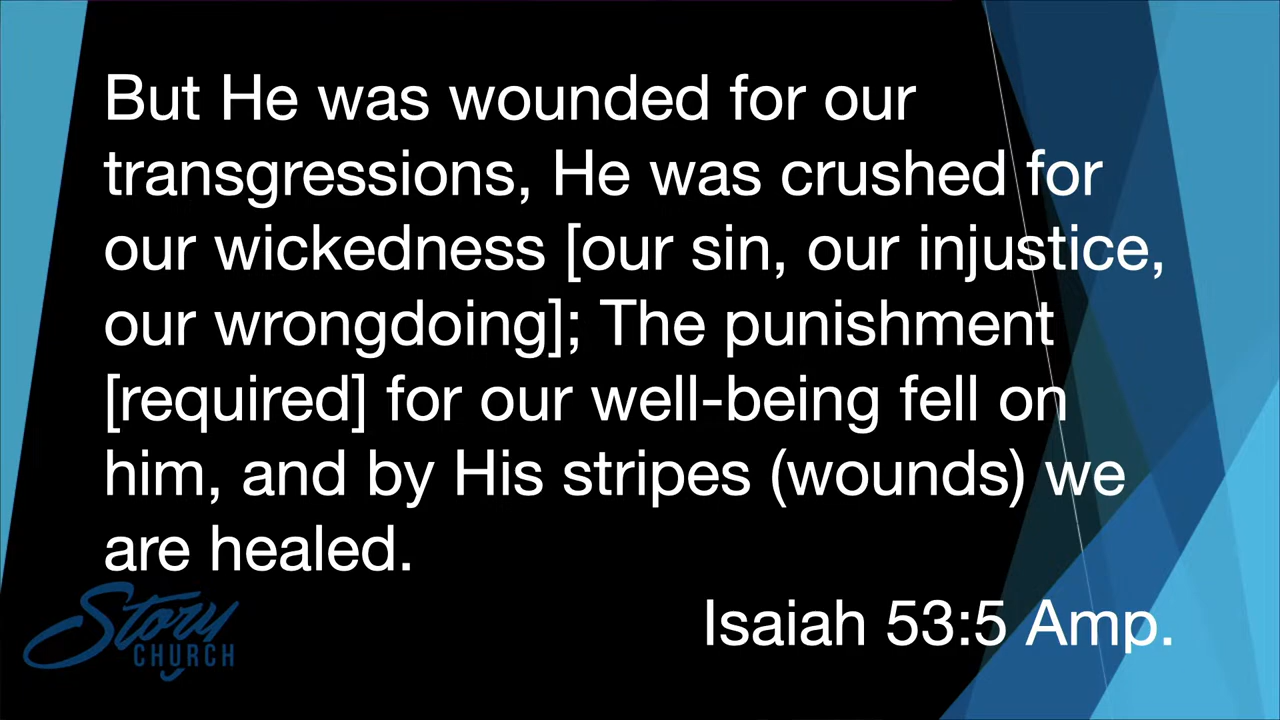 But He was wounded for our
transgressions, He was crushed for
our wickedness [our sin, our injustice,
our wrongdoing]; The punishment
[required] for our well-being fell on
him, and by His stripes (wounds) we
are healed.
Isaiah 53:5 Amp.
Story
CHURCH